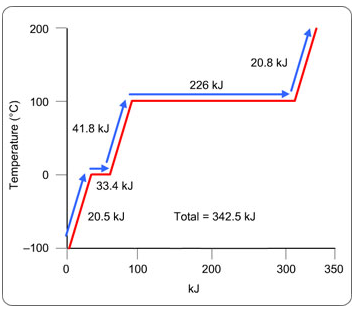 200
20.8 kJ
226 kJ
100
41.8 kJ
Temperature (°C)
0
33.4 kJ
20.5 kJ
Total = 342.5 kJ
–100
0
100
200
300
350
kJ